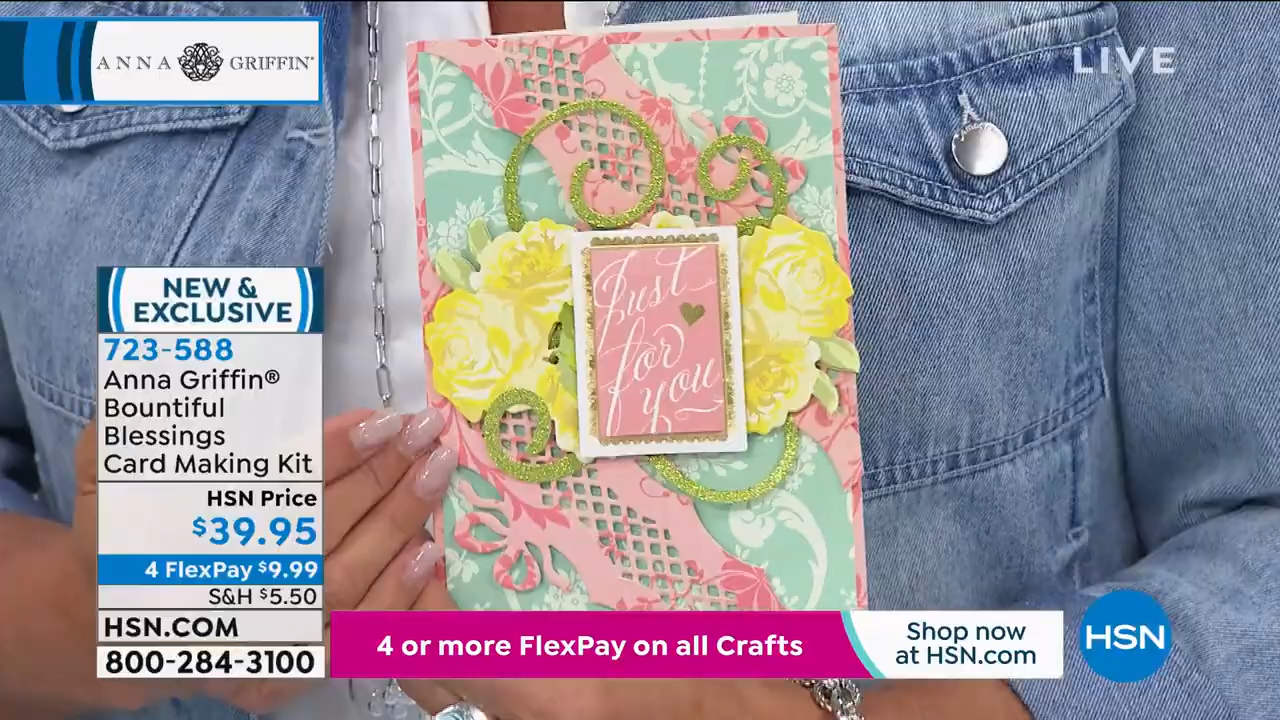 ANNA GRIFFIN®
LIVE
Just
for
you
NEW &
EXCLUSIVE
723-588
Anna Griffin®
Bountiful
Blessings
Card Making Kit
HSN Price
$39.95
4 FlexPay $9.99
S&H $5.50
HSN.COM
800-284-3100
4 or more FlexPay on all Crafts
Shop now
at HSN.com
HSN